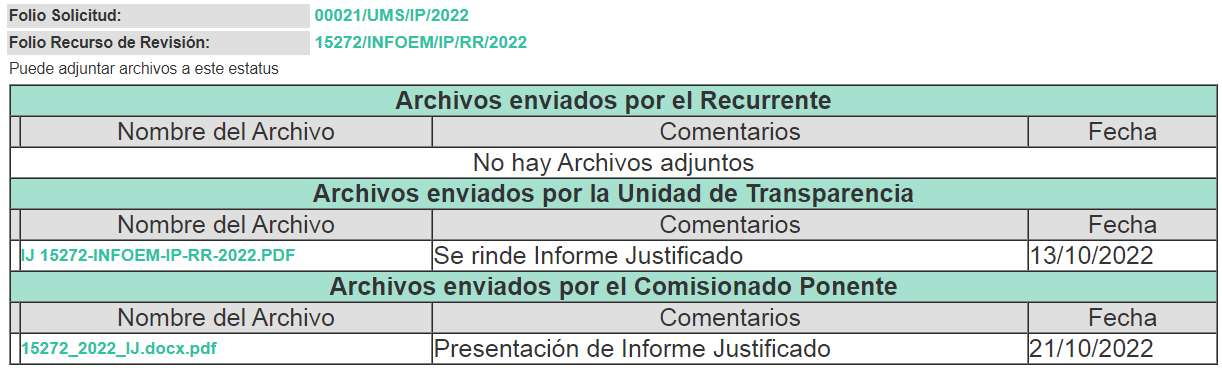 Folio Solicitud: 00021/UMS/IP/2022
Folio Recurso de Revisión: 15272/INFOEM/IP/RR/2022
Puede adjuntar archivos a este estatus
Archivos enviados por el Recurrente
Nombre del Archivo Comentarios Fecha
No hay Archivos adjuntos
Archivos enviados por la Unidad de Transparencia
Nombre del Archivo Comentarios Fecha
IJ 15272-INFOEM-IP-RR-2022.PDF Se rinde Informe Justificado 13/10/2022
Archivos enviados por el Comisionado Ponente
Nombre del Archivo Comentarios Fecha
15272_2022_IJ.docx.pdf Presentación de Informe Justificado 21/10/2022